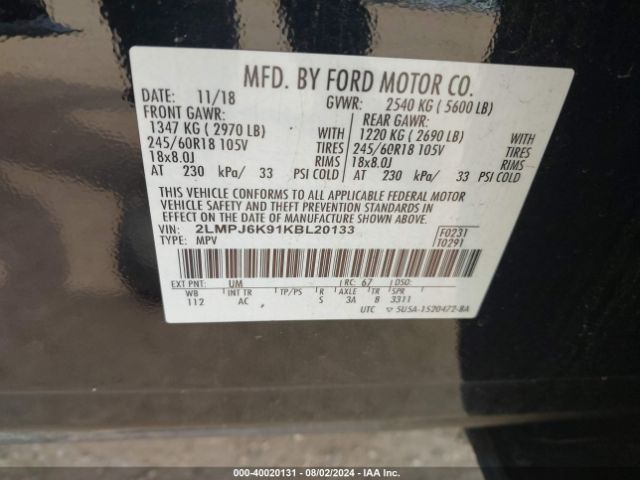 MFD. BY FORD MOTOR CO.
DATE: 11/18 GVWR: 2540 KG ( 5600 LB)
FRONT GAWR: REAR GAWR:
1347 KG ( 2970 LB) WITH 1220 KG ( 2690 LB) WITH
245/60R18 105V TIRES 245/60R18 105V TIRES
18x8.0J RIMS 18x8.0J RIMS
AT 230 kPa/ 33 PSI COLD AT 230 kPa/ 33 PSI COLD
THIS VEHICLE CONFORMS TO ALL APPLICABLE FEDERAL MOTOR
VEHICLE SAFETY AND THEFT PREVENTION STANDARDS IN
EFFECT ON THE DATE OF MANUFACTURE SHOWN ABOVE.
VIN: 2LMPJ6K91KBL20133 F0231
TYPE: MPV T0291
EXT PNT: UM RC: 67 DSO:
WB INT TR TP/PS R AXLE TR SPR
112 AC S 3A 8 3311
UTC ▽ 5U5A-1520472-BA
000-40020131 - 08/02/2024 - IAA Inc.